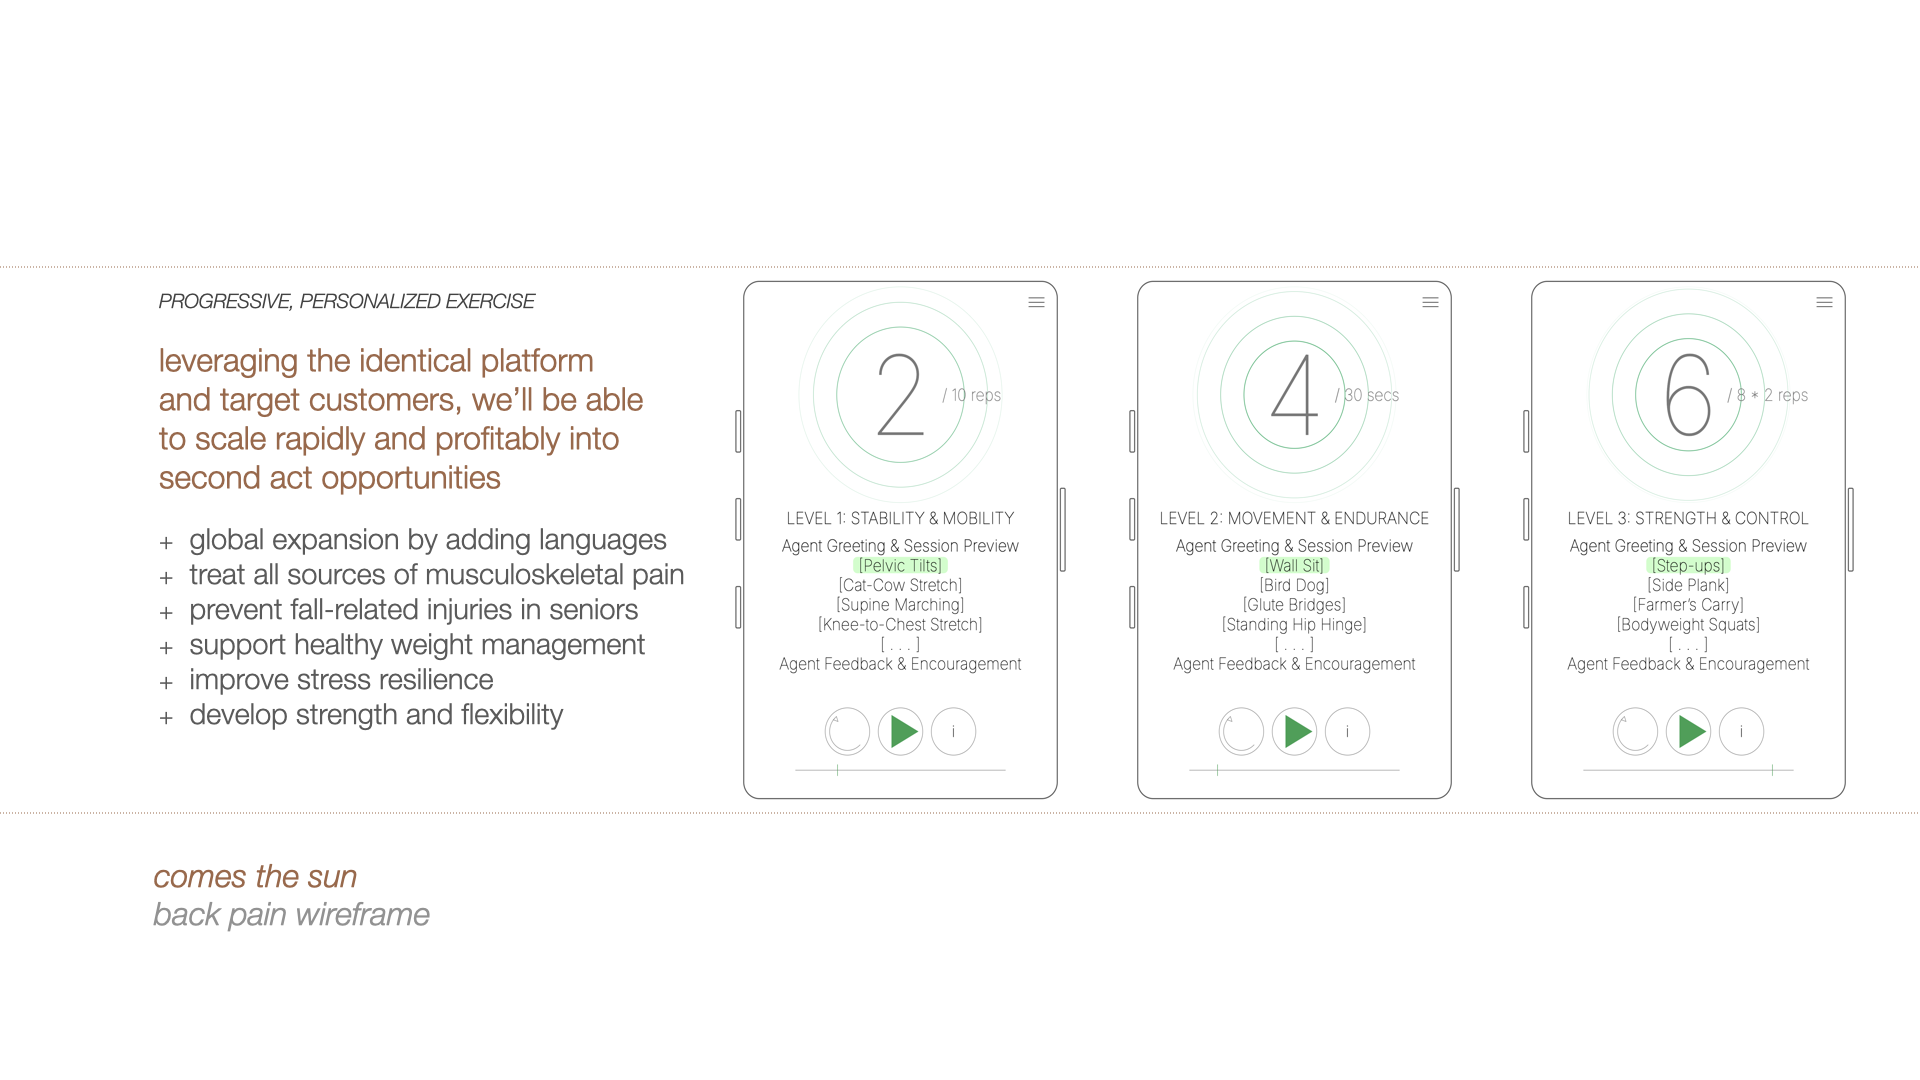 PROGRESSIVE, PERSONALIZED EXERCISE
leveraging the identical platform
and target customers, we'll be able
to scale rapidly and profitably into
second act opportunities
+ global expansion by adding languages
+ treat all sources of musculoskeletal pain
+ prevent fall-related injuries in seniors
+ support healthy weight management
+ improve stress resilience
+ develop strength and flexibility
2 / 10 reps
LEVEL 1: STABILITY & MOBILITY
Agent Greeting & Session Preview
[Pelvic Tilts]
[Cat-Cow Stretch]
[Supine Marching]
[Knee-to-Chest Stretch]
[ . . . ]
Agent Feedback & Encouragement
i
4 / 30 secs
LEVEL 2: MOVEMENT & ENDURANCE
Agent Greeting & Session Preview
[Wall Sit]
[Bird Dog]
[Glute Bridges]
[Standing Hip Hinge]
[ . . . ]
Agent Feedback & Encouragement
i
6 / 8 * 2 reps
LEVEL 3: STRENGTH & CONTROL
Agent Greeting & Session Preview
[Step-ups]
[Side Plank]
[Farmer's Carry]
[Bodyweight Squats]
[ . . . ]
Agent Feedback & Encouragement
i
comes the sun
back pain wireframe